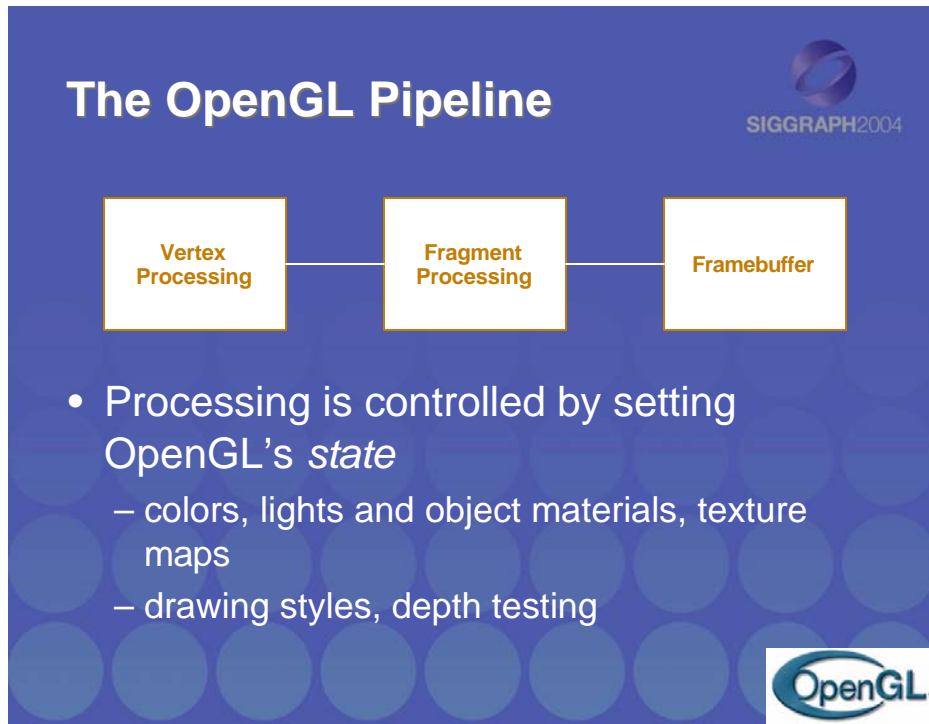 The OpenGL Pipeline
SIGGRAPH2004
Vertex
Processing
Fragment
Processing
Framebuffer
• Processing is controlled by setting
OpenGL’s state
– colors, lights and object materials, texture
maps
– drawing styles, depth testing
OpenGL